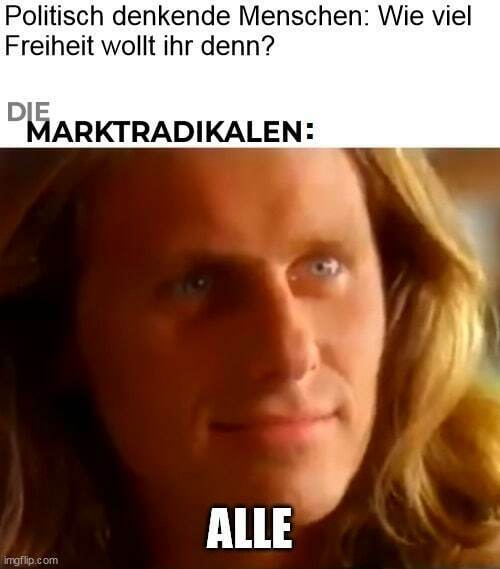 Politisch denkende Menschen: Wie viel
Freiheit wollt ihr denn?
DIE
MARKTRADIKALEN:
ALLE
imgflip.com